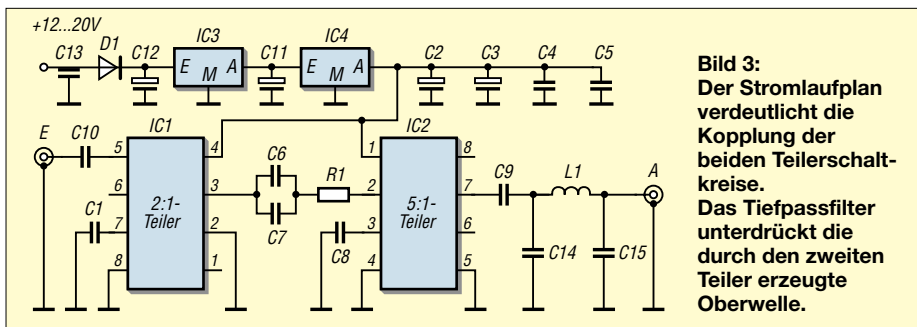 +12...20V
C13
D1
C12
IC3
C11
IC4
C2
C3
C4
C5
E
M
A
E
M
A
E
C10
IC1
IC2
5
4
C6
1
8
C9
L1
A
6
3
R1
2
7
C1
7
2:1-
Teiler
2
C7
C8
3
5:1-
Teiler
6
C14
C15
8
1
4
5
Bild 3:
Der Stromlaufplan
verdeutlicht die
Kopplung der
beiden Teilerschalt-
kreise.
Das Tiefpassfilter
unterdrückt die
durch den zweiten
Teiler erzeugte
Oberwelle.